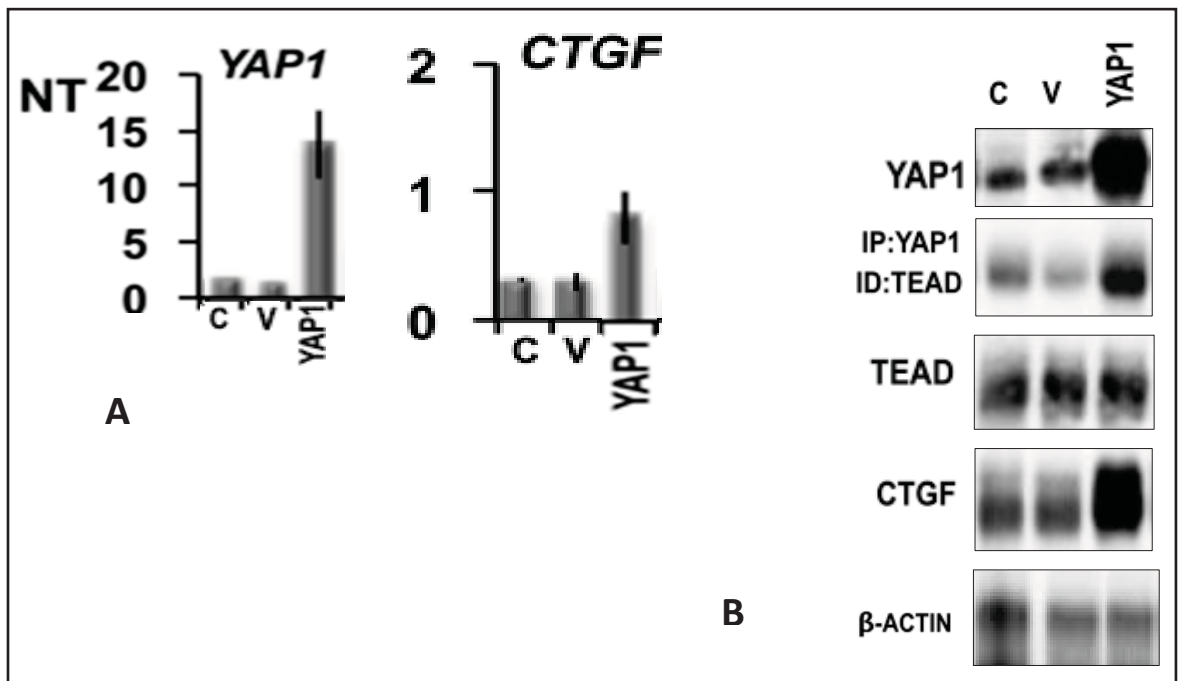 YAP1
NT
20
15
10
5
0
C V YAP1
CTGF
2
1
0
C V YAP1
A
C V YAP1
YAP1
IP:YAP1
ID:TEAD
TEAD
CTGF
β-ACTIN
B